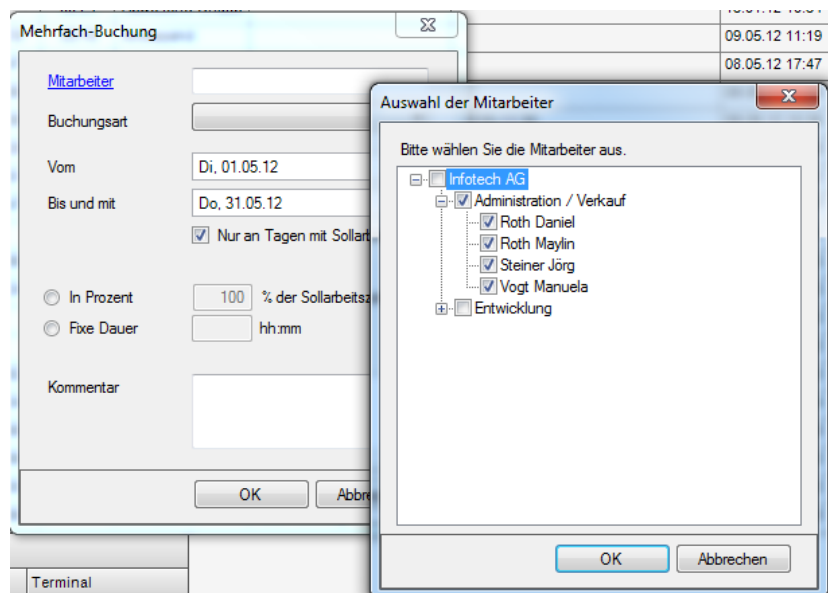 09.05.12 11:19
08.05.12 17:47
Mehrfach-Buchung
Mitarbeiter
Buchungsart
Vom Di, 01.05.12
Bis und mit Do, 31.05.12
Nur an Tagen mit Sollarb
In Prozent 100 % der Sollarbeitsz
Fixe Dauer hh:mm
Kommentar
OK Abbre
Auswahl der Mitarbeiter
Bitte wählen Sie die Mitarbeiter aus.
Infotech AG
Administration / Verkauf
Roth Daniel
Roth Maylin
Steiner Jörg
Vogt Manuela
Entwicklung
OK Abbrechen
Terminal